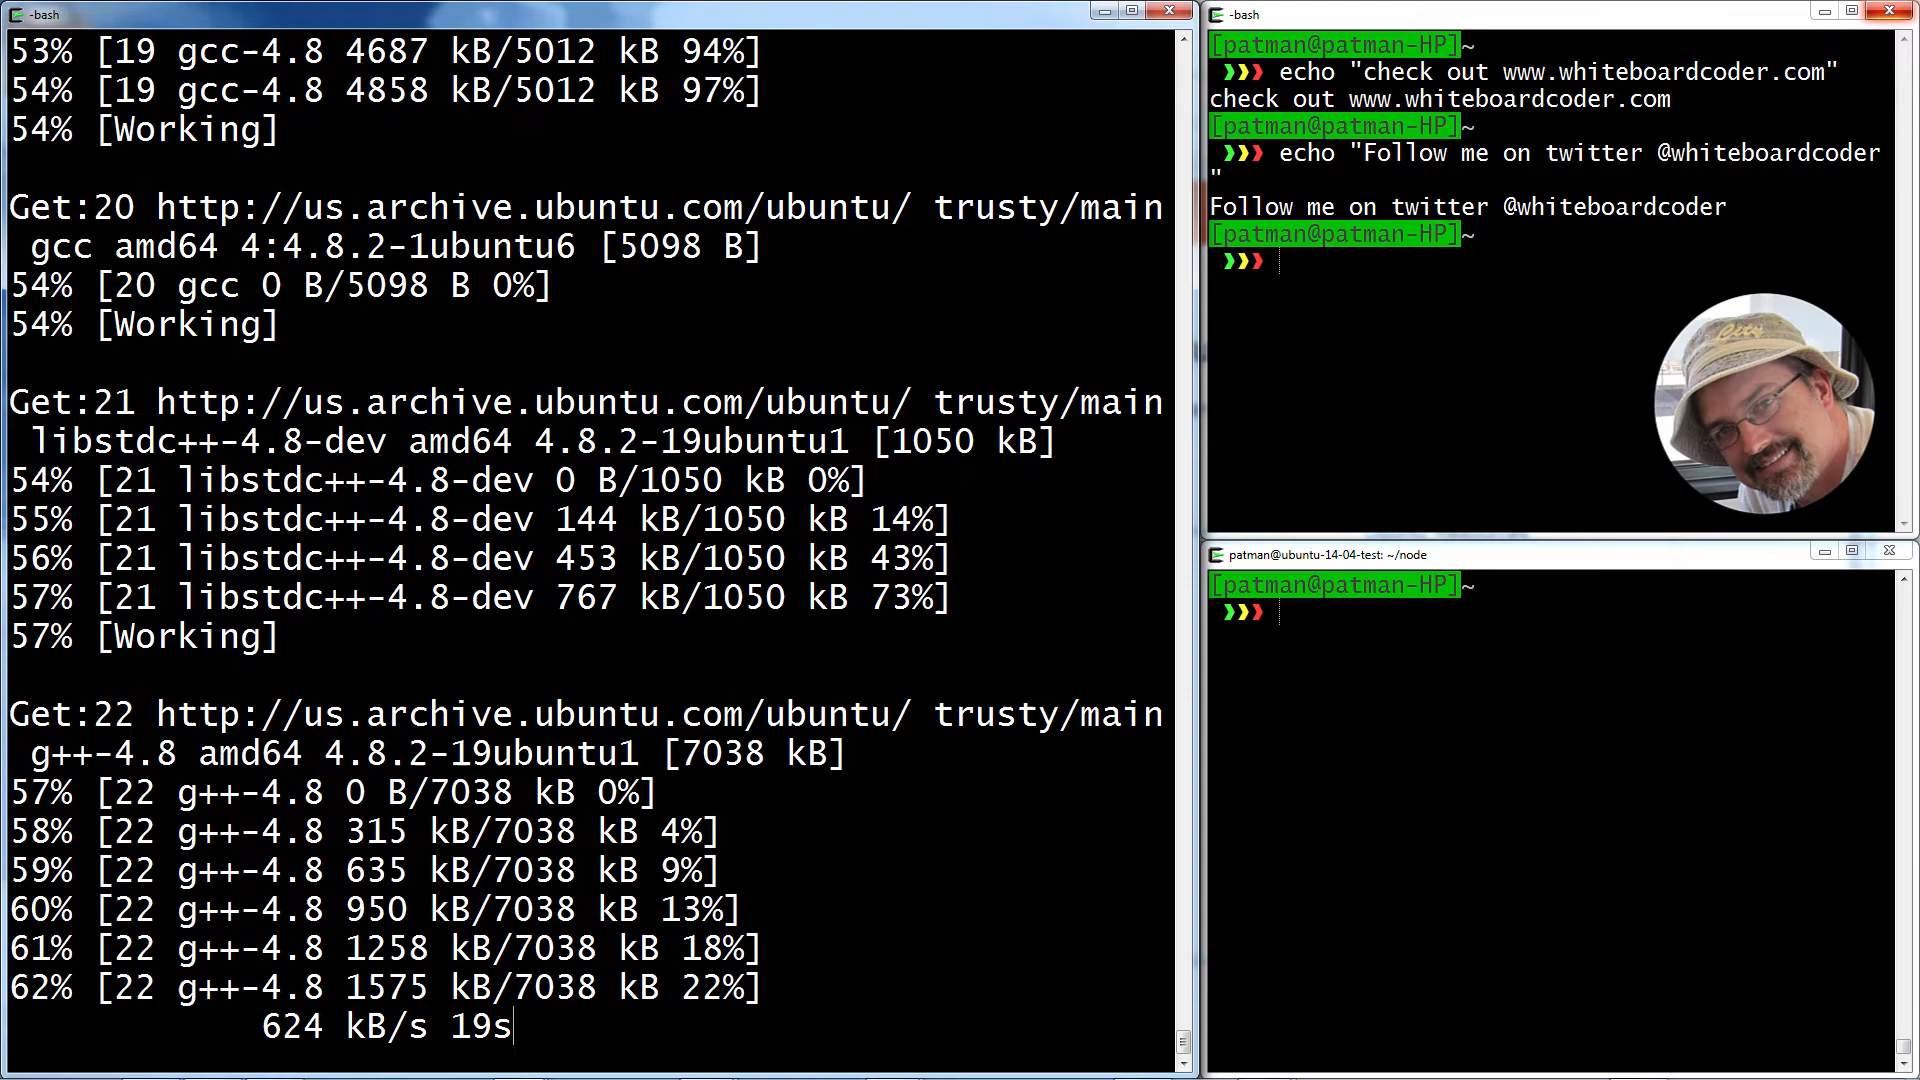 -bash
53% [19 gcc-4.8 4687 kB/5012 kB 94%]
54% [19 gcc-4.8 4858 kB/5012 kB 97%]
54% [Working]
Get:20 http://us.archive.ubuntu.com/ubuntu/ trusty/main
gcc amd64 4:4.8.2-1ubuntu6 [5098 B]
54% [20 gcc 0 B/5098 B 0%]
54% [Working]
Get:21 http://us.archive.ubuntu.com/ubuntu/ trusty/main
libstdc++-4.8-dev amd64 4.8.2-19ubuntu1 [1050 kB]
54% [21 libstdc++-4.8-dev 0 B/1050 kB 0%]
55% [21 libstdc++-4.8-dev 144 kB/1050 kB 14%]
56% [21 libstdc++-4.8-dev 453 kB/1050 kB 43%]
57% [21 libstdc++-4.8-dev 767 kB/1050 kB 73%]
57% [Working]
Get:22 http://us.archive.ubuntu.com/ubuntu/ trusty/main
g++-4.8 amd64 4.8.2-19ubuntu1 [7038 kB]
57% [22 g++-4.8 0 B/7038 kB 0%]
58% [22 g++-4.8 315 kB/7038 kB 4%]
59% [22 g++-4.8 635 kB/7038 kB 9%]
60% [22 g++-4.8 950 kB/7038 kB 13%]
61% [22 g++-4.8 1258 kB/7038 kB 18%]
62% [22 g++-4.8 1575 kB/7038 kB 22%]
624 kB/s 19s
-bash
[patman@patman-HP]~
❯❯❯ echo "check out www.whiteboardcoder.com"
check out www.whiteboardcoder.com
[patman@patman-HP]~
❯❯❯ echo "Follow me on twitter @whiteboardcoder
"
Follow me on twitter @whiteboardcoder
[patman@patman-HP]~
❯❯❯
City
patman@ubuntu-14-04-test: ~/node
[patman@patman-HP]~
❯❯❯